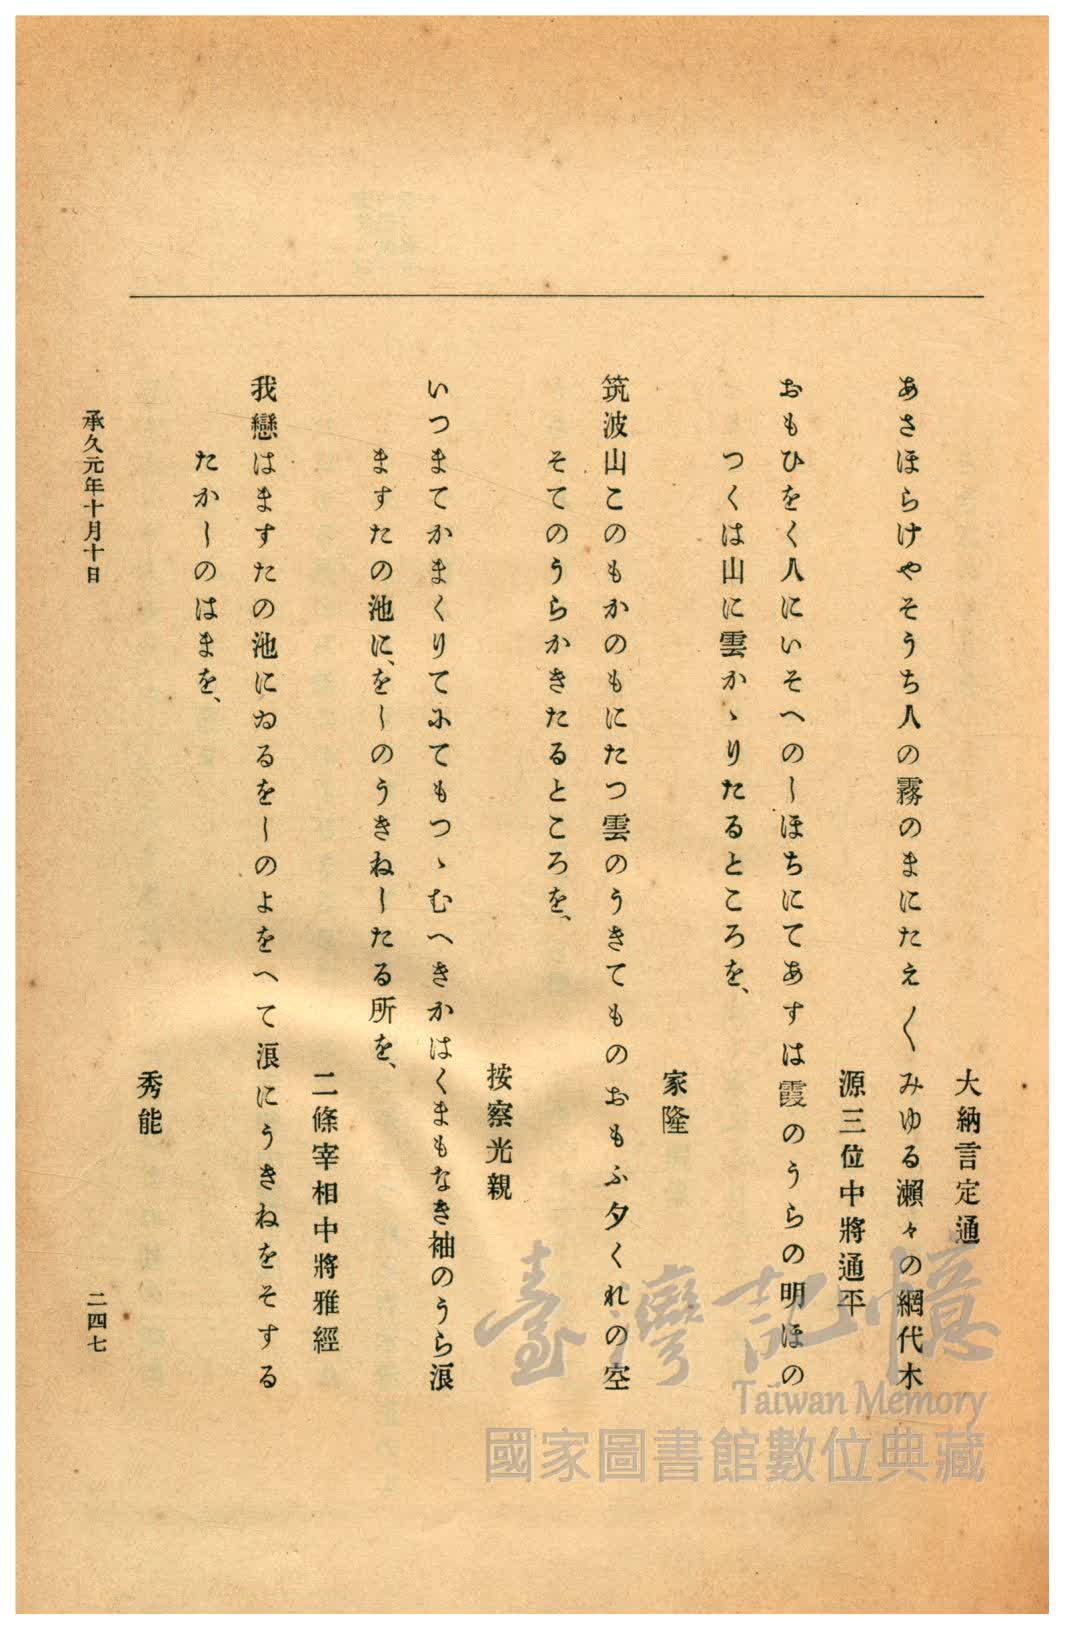 大納言定通
あさほらけやそうち人の霧のまにたえ〱みゆる瀬々の網代木
源三位中將通平
おもひをく人にいそへのしほちにてあすは霞のうらの明ほの
つくは山に雲かゝりたるところを、
家隆
筑波山このもかのもにたつ雲のうきてものおもふ夕くれの空
そてのうらかきたるところを、
按察光親
いつまてかまくりてみてもつゝむへきかはくまもなき袖のうら浪
ますたの池に、をしのうきねしたる所を、
二條宰相中將雅經
我戀はますたの池にゐるをしのよをへて浪にうきねをそする
たかしのはまを、
秀能
承久元年十月十日
二四七
臺灣記憶
Taiwan Memory
國家圖書館數位典藏